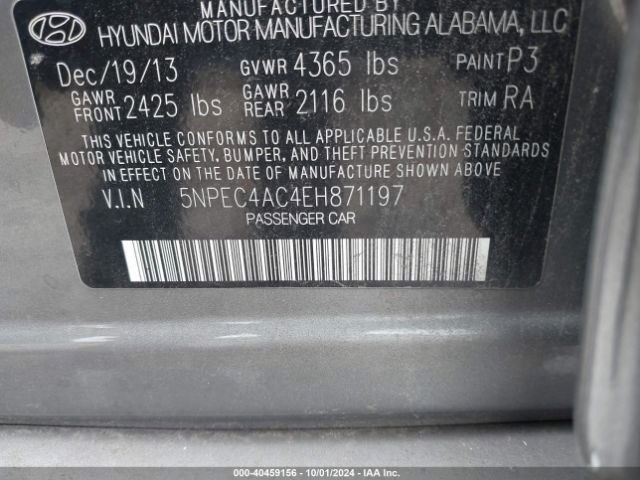 MANUFACTURED BY
HYUNDAI MOTOR MANUFACTURING ALABAMA, LLC
Dec/19/13 GVWR 4365 lbs PAINT P3
GAWR FRONT 2425 lbs GAWR REAR 2116 lbs TRIM RA
THIS VEHICLE CONFORMS TO ALL APPLICABLE U.S.A. FEDERAL
MOTOR VEHICLE SAFETY, BUMPER, AND THEFT PREVENTION STANDARDS
IN EFFECT ON THE DATE OF MANUFACTURE SHOWN ABOVE.
V.I.N 5NPEC4AC4EH871197
PASSENGER CAR
000-40459156 - 10/01/2024 - IAA Inc.